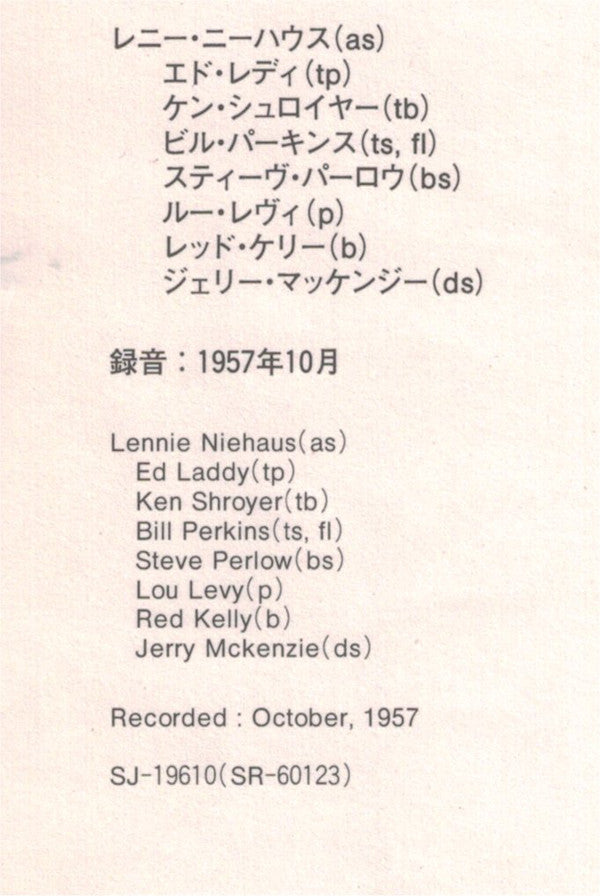 レニー・ニーハウス(as)
エド・レディ(tp)
ケン・シュロイヤー(tb)
ビル・パーキンス(ts, fl)
スティーヴ・パーロウ(bs)
ルー・レヴィ(p)
レッド・ケリー(b)
ジェリー・マッケンジー(ds)
録音：1957年10月
Lennie Niehaus(as)
Ed Laddy(tp)
Ken Shroyer(tb)
Bill Perkins(ts, fl)
Steve Perlow(bs)
Lou Levy(p)
Red Kelly(b)
Jerry Mckenzie(ds)
Recorded : October, 1957
SJ-19610(SR-60123)